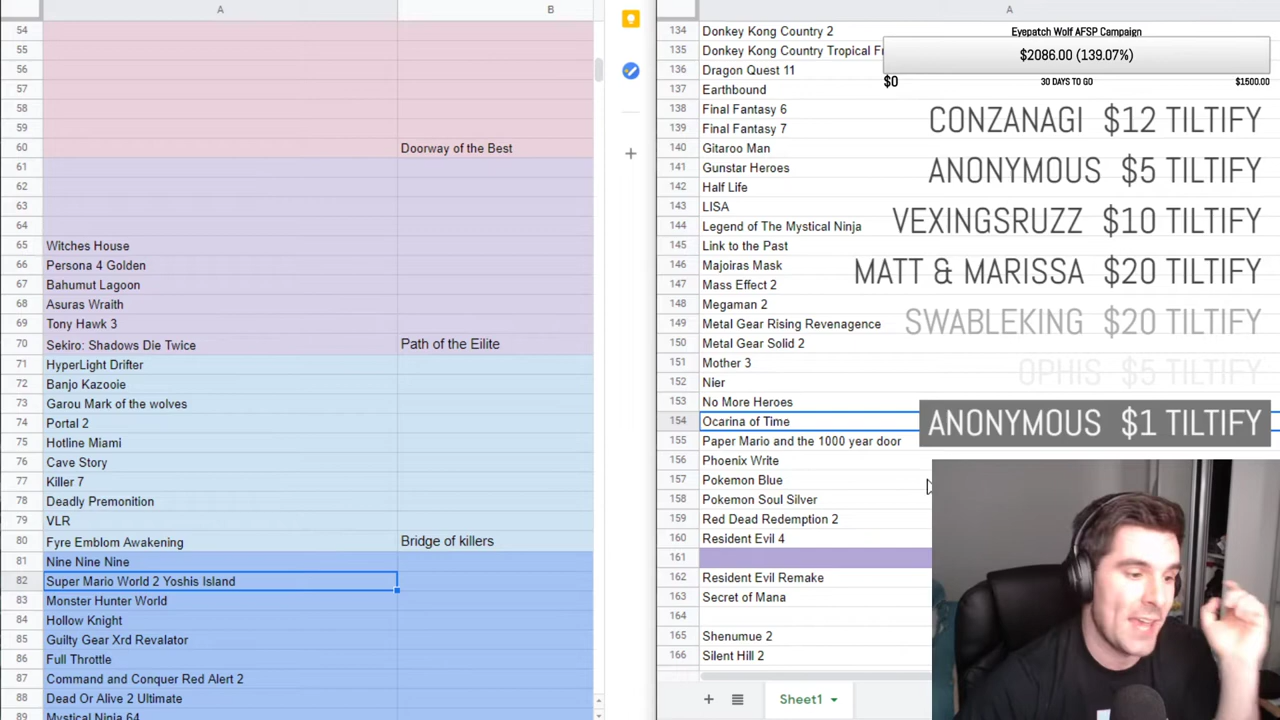 A
B
54
55
56
57
58
59
60 Doorway of the Best
61
62
63
64
65 Witches House
66 Persona 4 Golden
67 Bahumut Lagoon
68 Asuras Wraith
69 Tony Hawk 3
70 Sekiro: Shadows Die Twice Path of the Eilite
71 HyperLight Drifter
72 Banjo Kazooie
73 Garou Mark of the wolves
74 Portal 2
75 Hotline Miami
76 Cave Story
77 Killer 7
78 Deadly Premonition
79 VLR
80 Fyre Emblom Awakening Bridge of killers
81 Nine Nine Nine
82 Super Mario World 2 Yoshis Island
83 Monster Hunter World
84 Hollow Knight
85 Guilty Gear Xrd Revalator
86 Full Throttle
87 Command and Conquer Red Alert 2
88 Dead Or Alive 2 Ultimate
89 Mystical Ninja 64
A
134 Donkey Kong Country 2
135 Donkey Kong Country Tropical Fr
136 Dragon Quest 11
137 Earthbound
138 Final Fantasy 6
139 Final Fantasy 7
140 Gitaroo Man
141 Gunstar Heroes
142 Half Life
143 LISA
144 Legend of The Mystical Ninja
145 Link to the Past
146 Majoiras Mask
147 Mass Effect 2
148 Megaman 2
149 Metal Gear Rising Revenagence
150 Metal Gear Solid 2
151 Mother 3
152 Nier
153 No More Heroes
154 Ocarina of Time
155 Paper Mario and the 1000 year door
156 Phoenix Write
157 Pokemon Blue
158 Pokemon Soul Silver
159 Red Dead Redemption 2
160 Resident Evil 4
161
162 Resident Evil Remake
163 Secret of Mana
164
165 Shenumue 2
166 Silent Hill 2
Sheet1
Eyepatch Wolf AFSP Campaign
$2086.00 (139.07%)
$0 30 DAYS TO GO $1500.00
CONZANAGI $12 TILTIFY
ANONYMOUS $5 TILTIFY
VEXINGSRUZZ $10 TILTIFY
MATT & MARISSA $20 TILTIFY
SWABLEKING $20 TILTIFY
OPHIS $5 TILTIFY
ANONYMOUS $1 TILTIFY